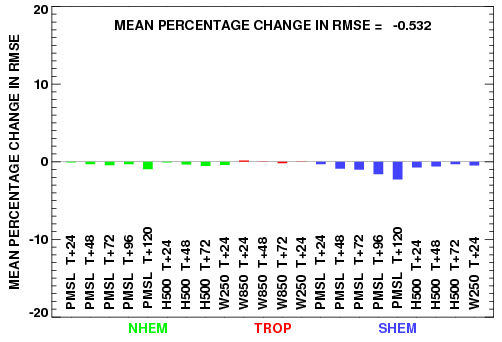 MEAN PERCENTAGE CHANGE IN RMSE = -0.532
MEAN PERCENTAGE CHANGE IN RMSE
20
10
0
-10
-20
PMSL T+24
PMSL T+48
PMSL T+72
PMSL T+96
PMSL T+120
H500 T+24
H500 T+48
H500 T+72
W250 T+24
W850 T+24
W850 T+48
W850 T+72
W250 T+24
PMSL T+24
PMSL T+48
PMSL T+72
PMSL T+96
PMSL T+120
H500 T+24
H500 T+48
H500 T+72
W250 T+24
NHEM
TROP
SHEM